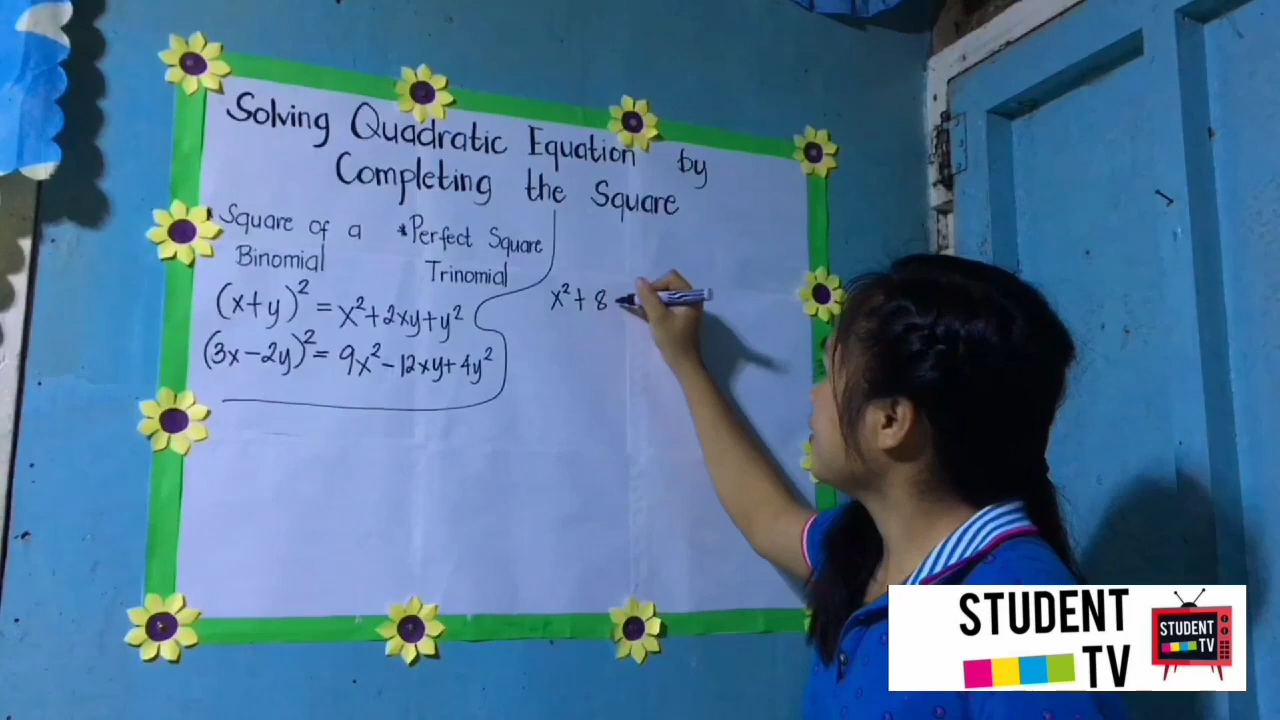 Solving Quadratic Equation by
Completing the Square
Square of a
Binomial
*Perfect Square
Trinomial
(x+y)² = x²+2xy+y²
(3x-2y)² = 9x²-12xy+4y²
x²+8
STUDENT
TV
STUDENT
TV